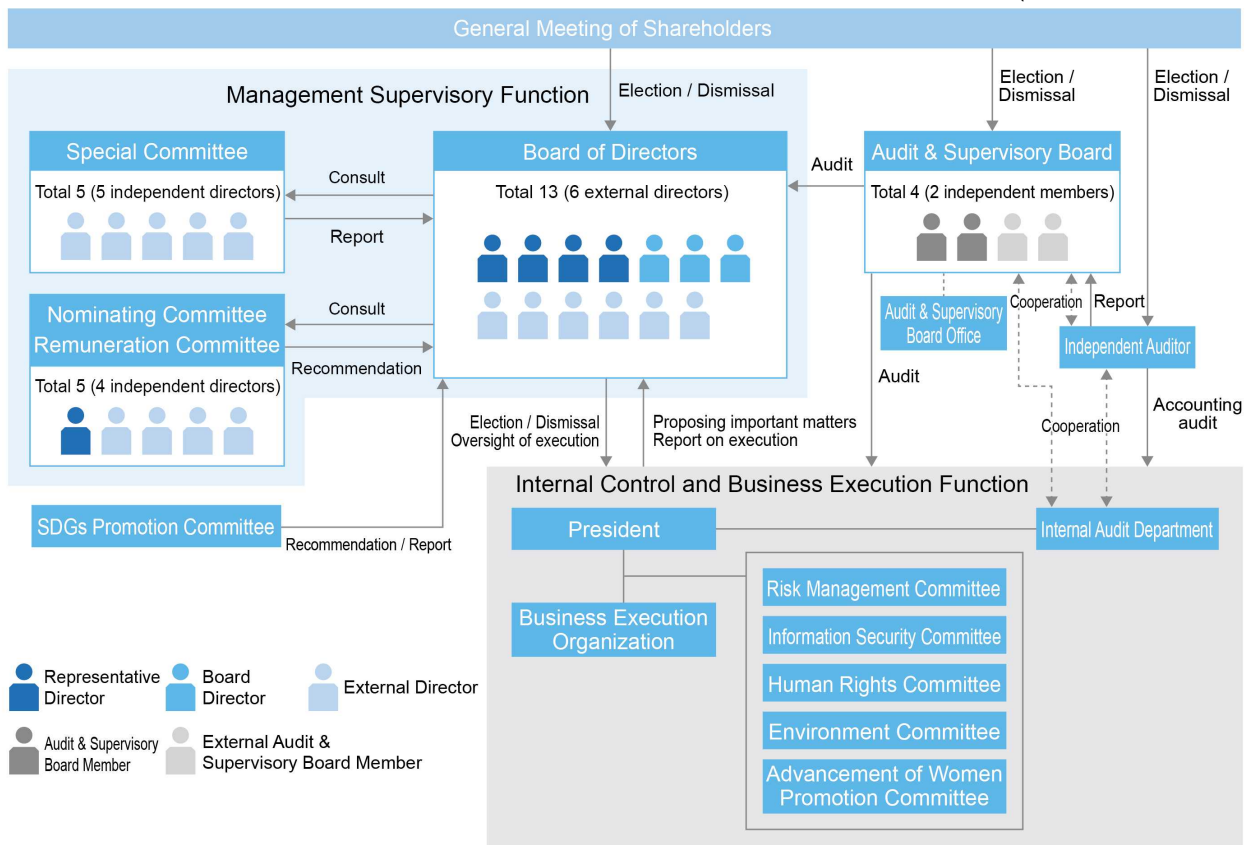 General Meeting of Shareholders
Management Supervisory Function
Election / Dismissal
Election /
Dismissal
Election /
Dismissal
Special Committee
Total 5 (5 independent directors)
Consult
Report
Board of Directors
Total 13 (6 external directors)
Audit
Audit & Supervisory Board
Total 4 (2 independent members)
Nominating Committee
Remuneration Committee
Total 5 (4 independent directors)
Consult
Recommendation
Audit & Supervisory
Board Office
Cooperation
Report
Independent Auditor
Audit
Accounting
audit
Cooperation
Election / Dismissal
Oversight of execution
Proposing important matters
Report on execution
SDGs Promotion Committee
Recommendation / Report
Internal Control and Business Execution Function
President
Internal Audit Department
Business Execution
Organization
Risk Management Committee
Information Security Committee
Human Rights Committee
Environment Committee
Advancement of Women
Promotion Committee
Representative
Director
Board
Director
External Director
Audit & Supervisory
Board Member
External Audit &
Supervisory Board Member